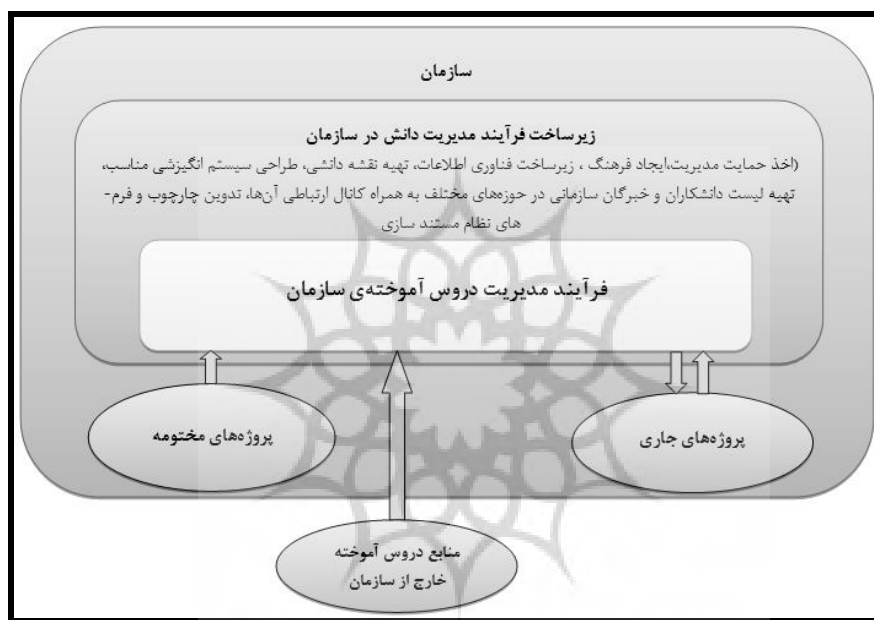 سازمان
زیرساخت فرآیند مدیریت دانش در سازمان
(اخذ حمایت مدیریت،ایجاد فرهنگ ، زیرساخت فناوری اطلاعات، تهیه نقشه دانشی، طراحی سیستم انگیزشی مناسب،
تهیه لیست دانشکاران و خبرگان سازمانی در حوزه‌های مختلف به همراه کانال ارتباطی آن‌ها، تدوین چارچوب و فرم-
های نظام مستند سازی
فرآیند مدیریت دروس آموخته‌ی سازمان
پروژه‌های جاری
پروژه‌های مختومه
منابع دروس آموخته
خارج از سازمان